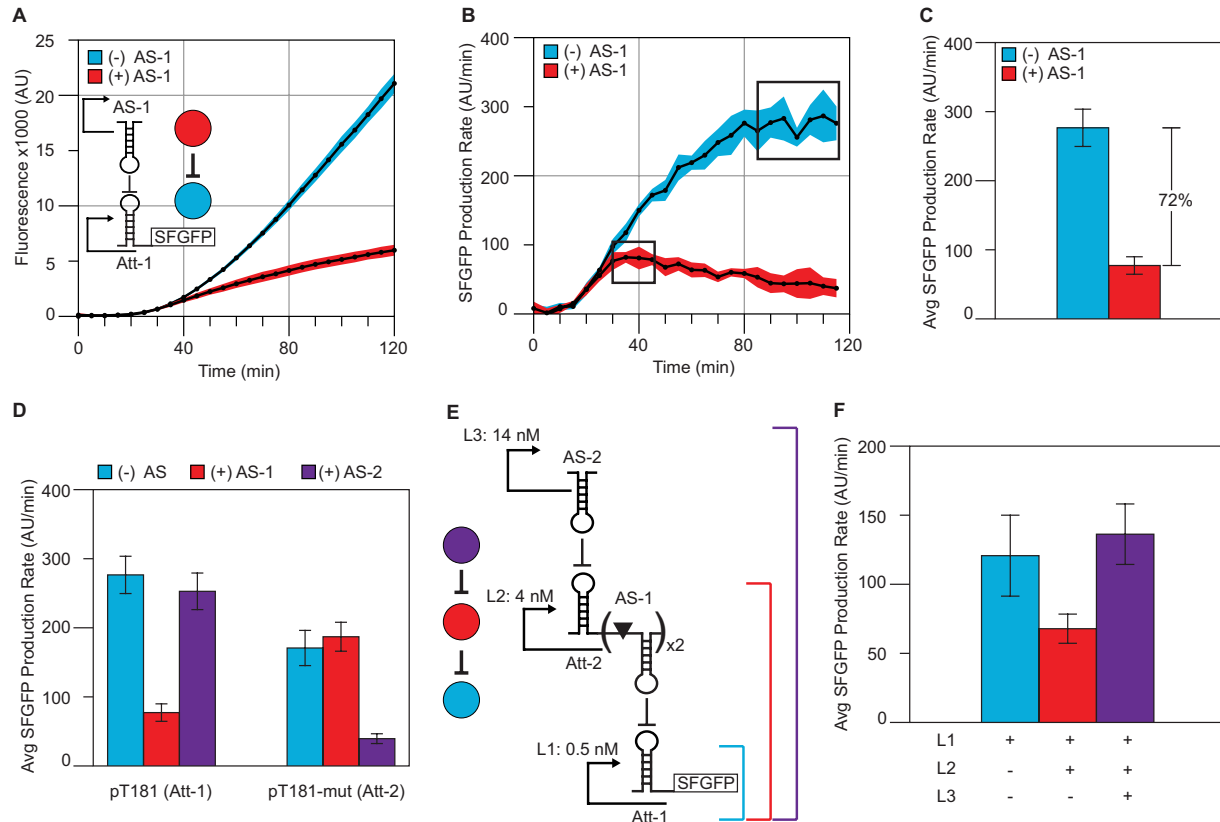 A
Fluorescence x1000 (AU)
25
20
15
10
5
0
(-) AS-1
(+) AS-1
AS-1
Att-1
SFGFP
0
40
80
120
Time (min)
B
SFGFP Production Rate (AU/min)
400
300
200
100
0
(-) AS-1
(+) AS-1
0
40
80
120
Time (min)
C
Avg SFGFP Production Rate (AU/min)
400
300
200
100
0
(-) AS-1
(+) AS-1
72%
D
(-) AS (+) AS-1 (+) AS-2
Avg SFGFP Production Rate (AU/min)
400
300
200
100
0
pT181 (Att-1) pT181-mut (Att-2)
E
L3: 14 nM
AS-2
L2: 4 nM
AS-1
( ) x2
Att-2
L1: 0.5 nM
SFGFP
Att-1
F
Avg SFGFP Production Rate (AU/min)
200
150
100
50
0
L1 + + +
L2 - + +
L3 - - +